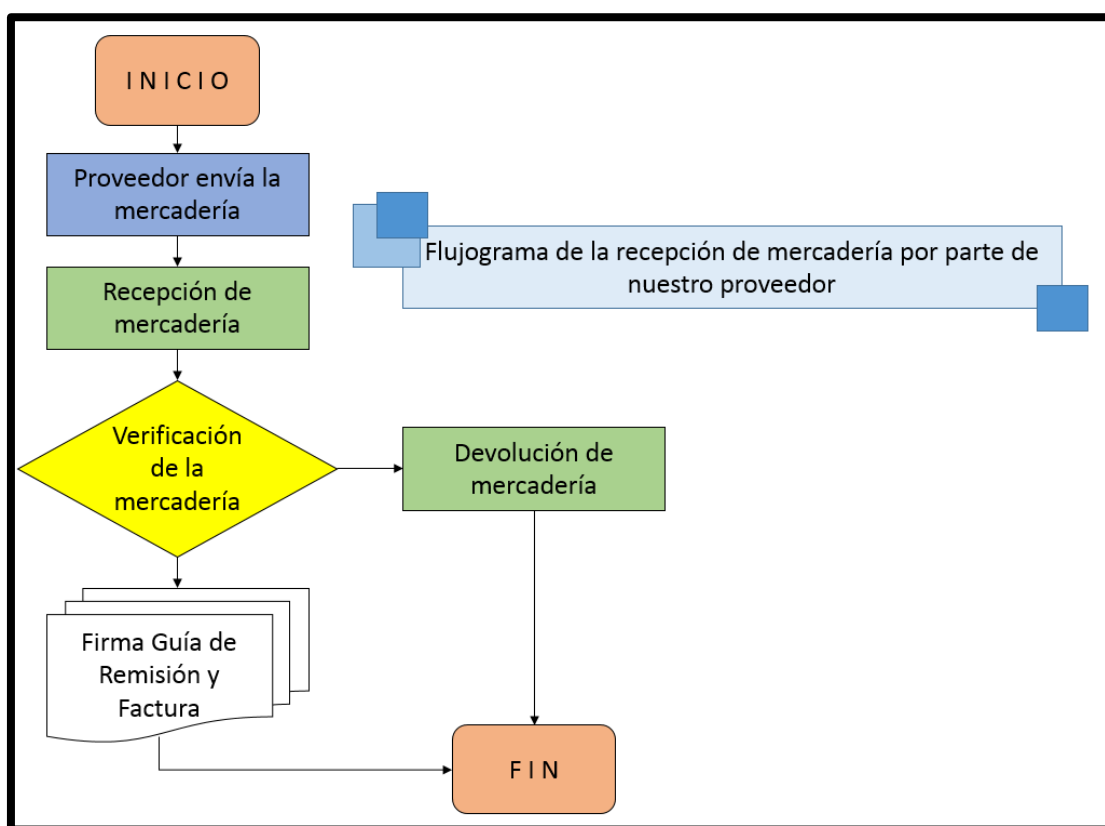 I N I C I O
Proveedor envía la
mercadería
Flujograma de la recepción de mercadería por parte de
nuestro proveedor
Recepción de
mercadería
Verificación
de la
mercadería
Devolución de
mercadería
Firma Guía de
Remisión y
Factura
F I N